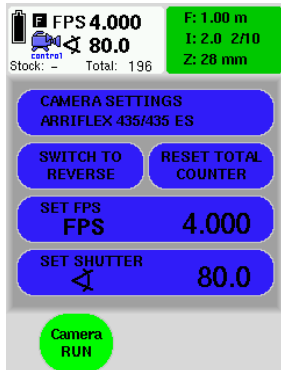 F FPS 4.000
control 80.0
Stock: - Total: 196
F: 1.00 m
I: 2.0 2/10
Z: 28 mm
CAMERA SETTINGS
ARRIFLEX 435/435 ES
SWITCH TO
REVERSE
RESET TOTAL
COUNTER
SET FPS
FPS 4.000
SET SHUTTER
80.0
Camera
RUN